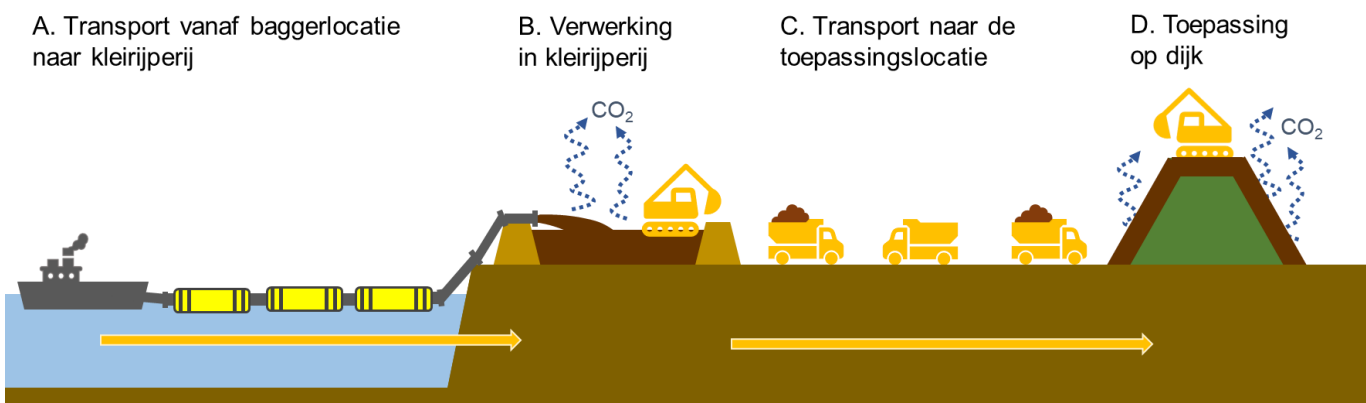 A. Transport vanaf baggerlocatie
naar kleirijperij
B. Verwerking
in kleirijperij
C. Transport naar de
toepassingslocatie
D. Toepassing
op dijk
CO₂
CO₂